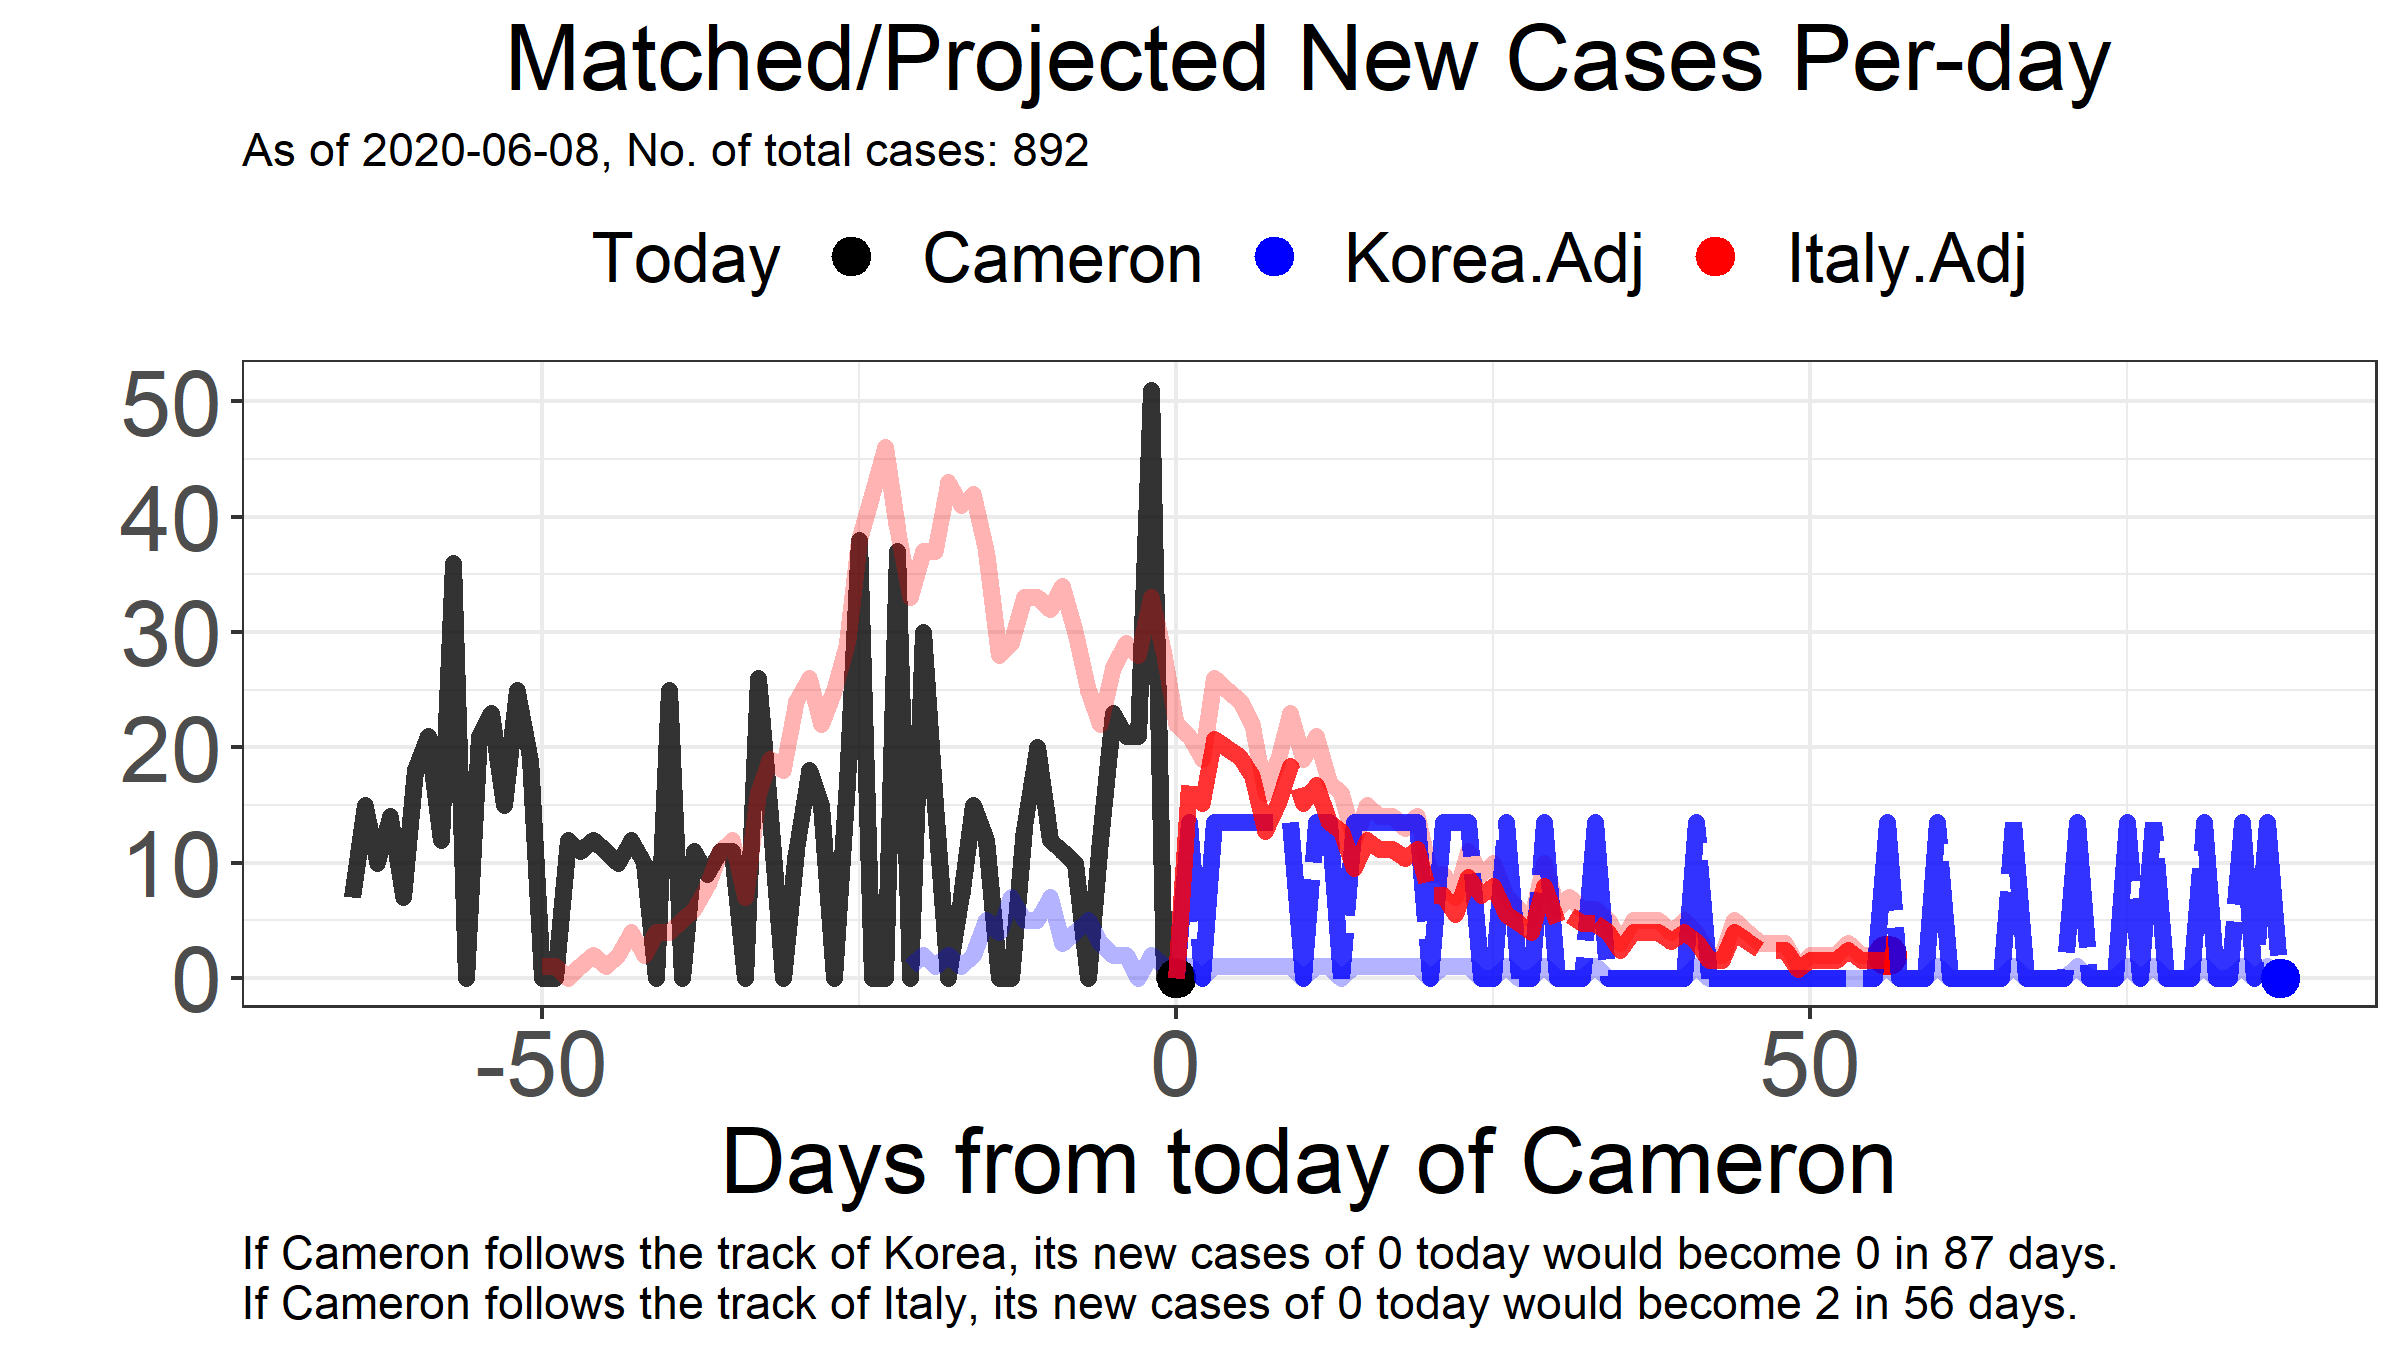 Matched/Projected New Cases Per-day
As of 2020-06-08, No. of total cases: 892
Today Cameron Korea.Adj Italy.Adj
50
40
30
20
10
0
-50 0 50
Days from today of Cameron
If Cameron follows the track of Korea, its new cases of 0 today would become 0 in 87 days.
If Cameron follows the track of Italy, its new cases of 0 today would become 2 in 56 days.